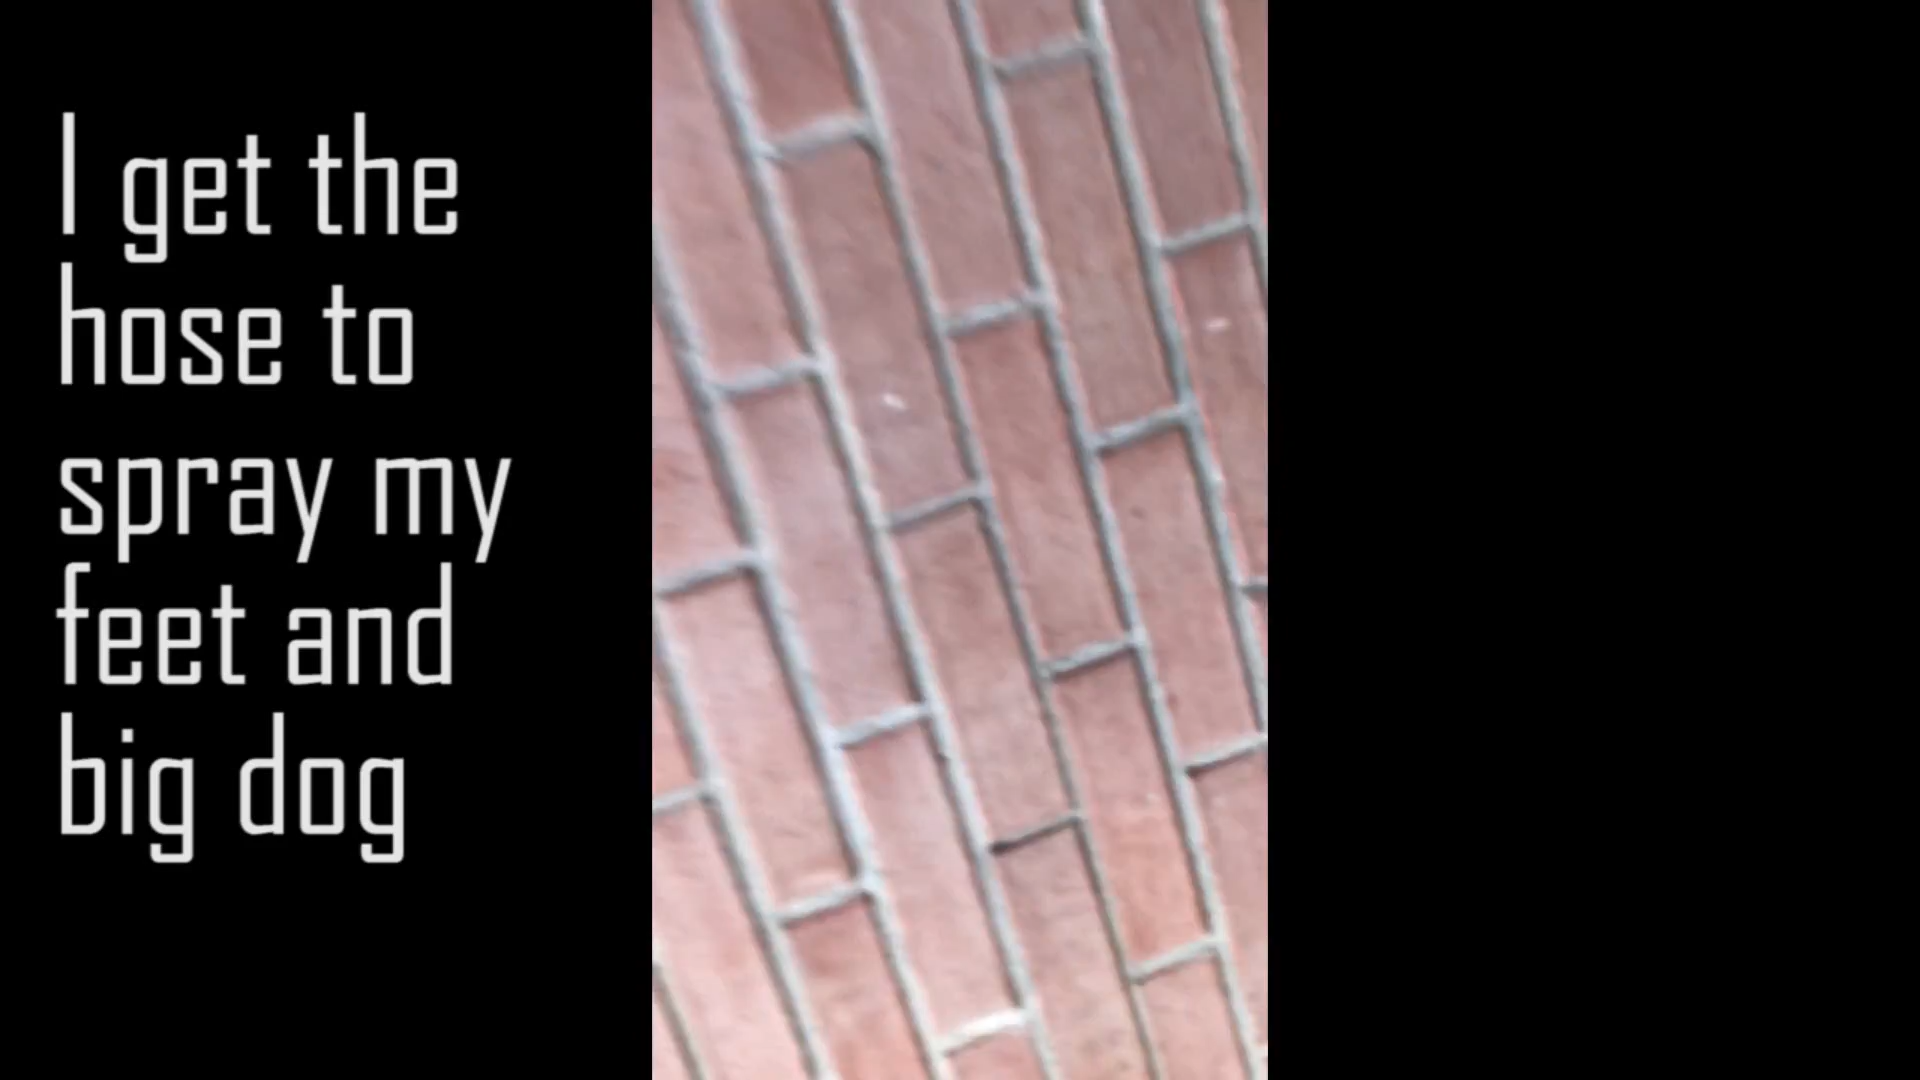 I get the
hose to
spray my
feet and
big dog